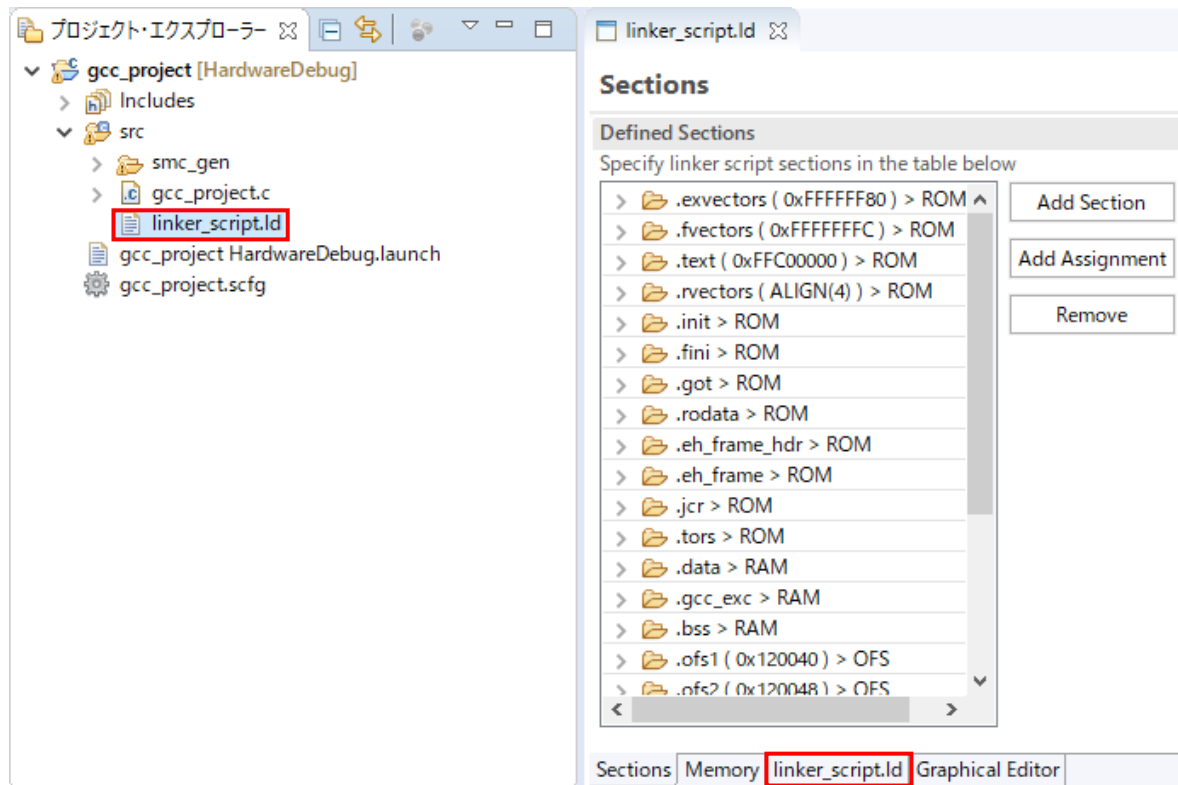 プロジェクト・エクスプローラー
gcc_project [HardwareDebug]
Includes
src
smc_gen
gcc_project.c
linker_script.ld
gcc_project HardwareDebug.launch
gcc_project.scfg
linker_script.ld
Sections
Defined Sections
Specify linker script sections in the table below
.exvectors ( 0xFFFFFF80 ) > ROM
.fvectors ( 0xFFFFFFFC ) > ROM
.text ( 0xFFC00000 ) > ROM
.rvectors ( ALIGN(4) ) > ROM
.init > ROM
.fini > ROM
.got > ROM
.rodata > ROM
.eh_frame_hdr > ROM
.eh_frame > ROM
.jcr > ROM
.tors > ROM
.data > RAM
.gcc_exc > RAM
.bss > RAM
.ofs1 ( 0x120040 ) > OFS
.ofs2 ( 0x120048 ) > OFS
Add Section
Add Assignment
Remove
Sections Memory linker_script.ld Graphical Editor